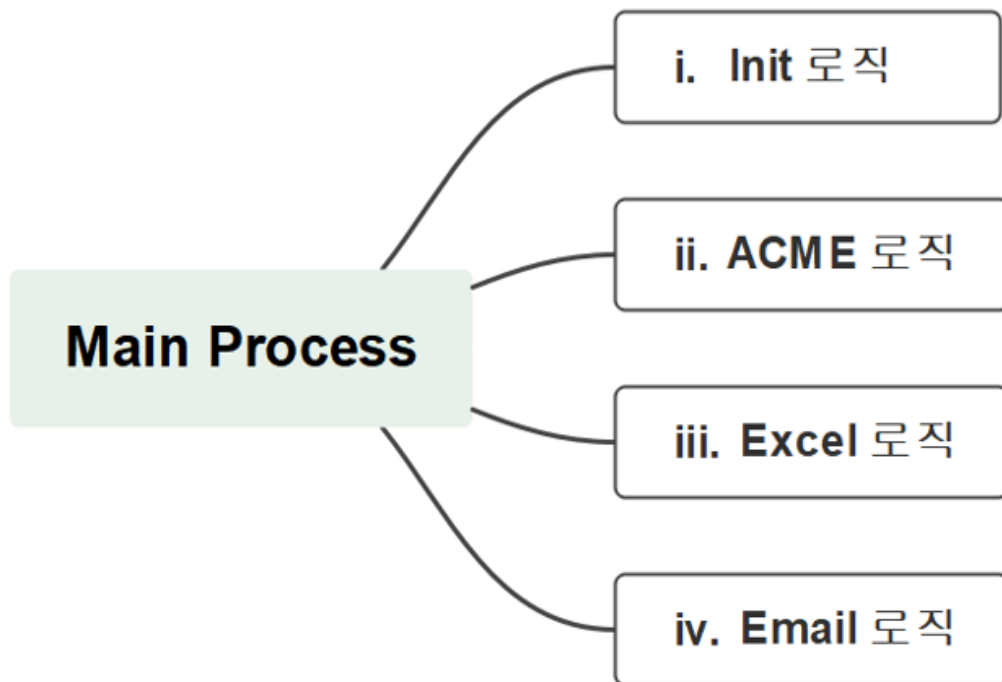 Main Process
i. Init 로직
ii. ACME 로직
iii. Excel 로직
iv. Email 로직